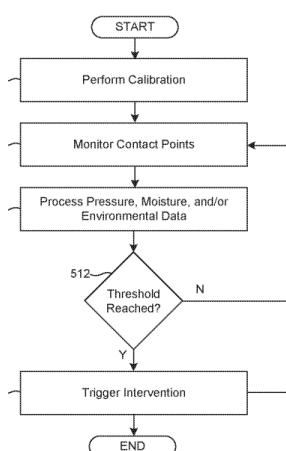 START
Perform Calibration
Monitor Contact Points
Process Pressure, Moisture, and/or
Environmental Data
512
Threshold
Reached?
N
Y
Trigger Intervention
END